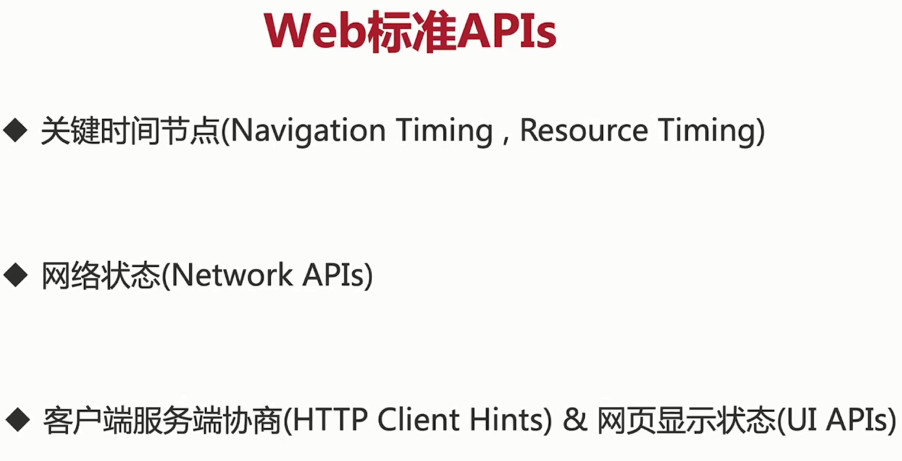 Web标准APIs
◆ 关键时间节点(Navigation Timing , Resource Timing)
◆ 网络状态(Network APIs)
◆ 客户端服务端协商(HTTP Client Hints) & 网页显示状态(UI APIs)